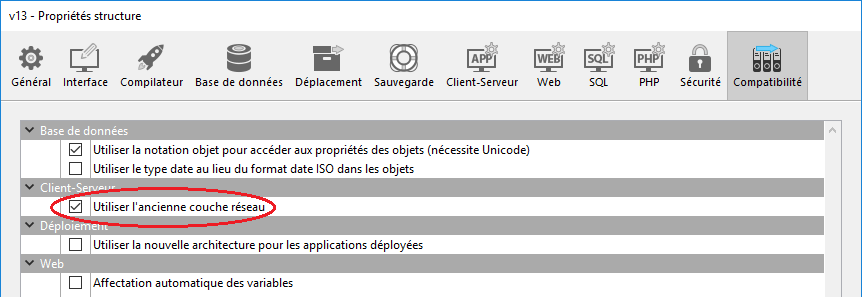 v13 - Propriétés structure
APP WEB SQL PHP
Général Interface Compilateur Base de données Déplacement Sauvegarde Client-Serveur Web SQL PHP Sécurité Compatibilité
Base de données
Utiliser la notation objet pour accéder aux propriétés des objets (nécessite Unicode)
Utiliser le type date au lieu du format date ISO dans les objets
Client-Serveur
Utiliser l'ancienne couche réseau
Déploiement
Utiliser la nouvelle architecture pour les applications déployées
Web
Affectation automatique des variables